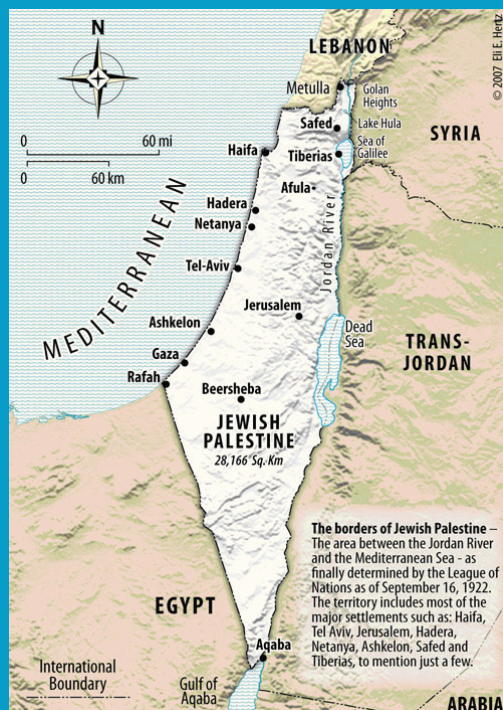 © 2007 Eli E. Hertz
N
LEBANON
Metulla
Golan
Heights
Safed
Lake Hula
SYRIA
0 60 mi
0 60 km
Haifa
Tiberias
Sea of
Galilee
Afula
MEDITERRANEAN
Hadera
Netanya
Jordan River
Tel-Aviv
Jerusalem
Ashkelon
Dead
Sea
TRANS-
JORDAN
Gaza
Rafah
Beersheba
JEWISH
PALESTINE
28,166 Sq. Km
The borders of Jewish Palestine –
The area between the Jordan River
and the Mediterranean Sea - as
finally determined by the League of
Nations as of September 16, 1922.
The territory includes most of the
major settlements such as: Haifa,
Tel Aviv, Jerusalem, Hadera,
Netanya, Ashkelon, Safed and
Tiberias, to mention just a few.
EGYPT
Aqaba
International
Boundary
Gulf of
Aqaba
ARABIA